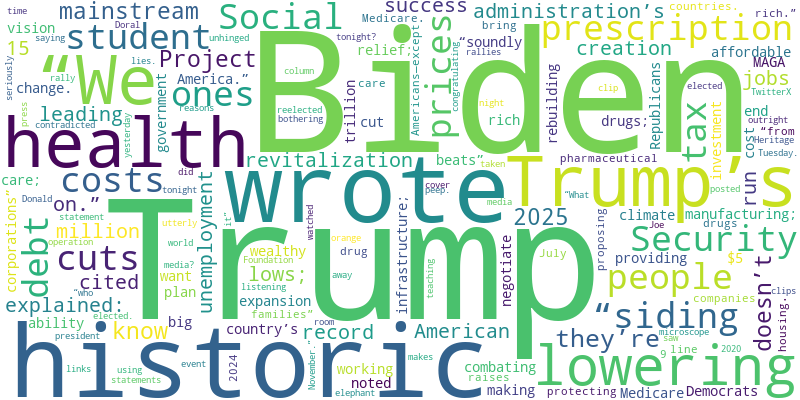 time
Doral
mainstream
Social
success
Medicare.
countries.
rich.”
vision
saying
unhinged
tonight?
administration’s
bring
15
student
relief;
prescription
“We
Biden
Project
lies.
rally
America.”
column
care
Americans—except
prices
congratulating
“soundly
rallies
creation
affordable
MAGA
jobs
TwitterX
seriously
change.
ones
reelected
reasons
bothering
trillion
cut
rich
drugs;
rebuilding
Republicans
tax
clip
elected
end
outright
“from
leading
press
contradicted
yesterday
government
night
investment
cost
Heritage
Tuesday.
health
revitalization
beats”
taken
pharmaceutical
care;
costs
did
tonight
wrote
cover
peep.
media
“What
Trump’s
posted
run
Donald
on.”
unemployment
it”
2025
climate
manufacturing;
statement
utterly
watched
orange
Joe
drugs
corporations”
debt
million
operation
world
wealthy
Trump
infrastructure;
negotiate
proposing
providing
Security
cuts
media?
want
Foundation
drug
lows;
away
teaching
July
$5
people
companies
doesn’t
cited
plan
“who
listening
expansion
families”
explained:
elected.
ability
know
big
country’s
room
record
American
“siding
they’re
9
line
microscope
saw
2020
clips
housing.
historic
president
links
using
statements
2024
event
November.”
noted
working
elephant
makes
combating
raises
making
lowering
protecting
Medicare
Democrats